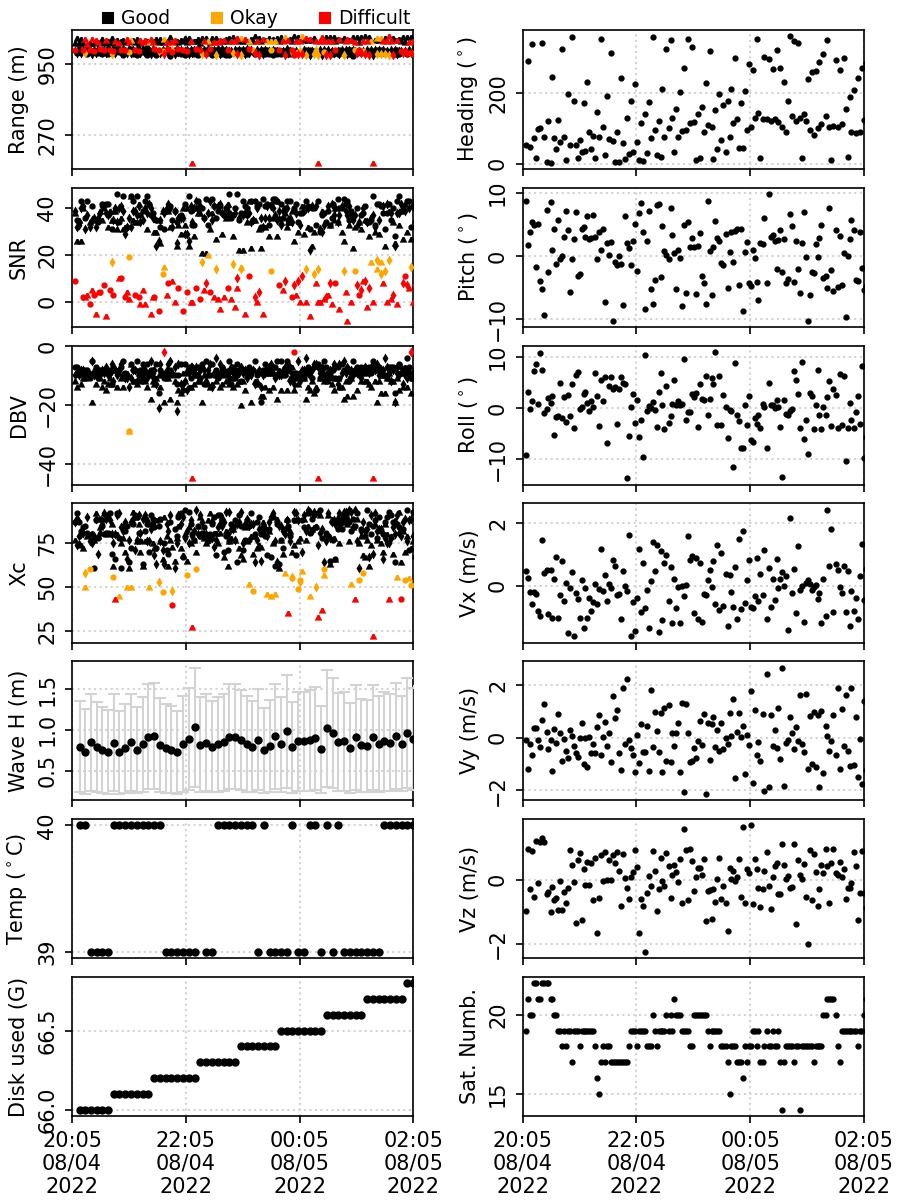 Good Okay Difficult
Range (m)
950
270
Heading (°)
200
0
SNR
40
20
0
Pitch (°)
10
0
−10
DBV
0
−20
−40
Roll (°)
10
0
−10
Xc
75
50
25
Vx (m/s)
2
0
Wave H (m)
1.5
1.0
0.5
Vy (m/s)
2
0
−2
Temp (°C)
40
39
Vz (m/s)
0
−2
Disk used (G)
66.5
66.0
Sat. Numb.
20
15
20:05 22:05 00:05 02:05
08/04 08/04 08/05 08/05
2022 2022 2022 2022
20:05 22:05 00:05 02:05
08/04 08/04 08/05 08/05
2022 2022 2022 2022